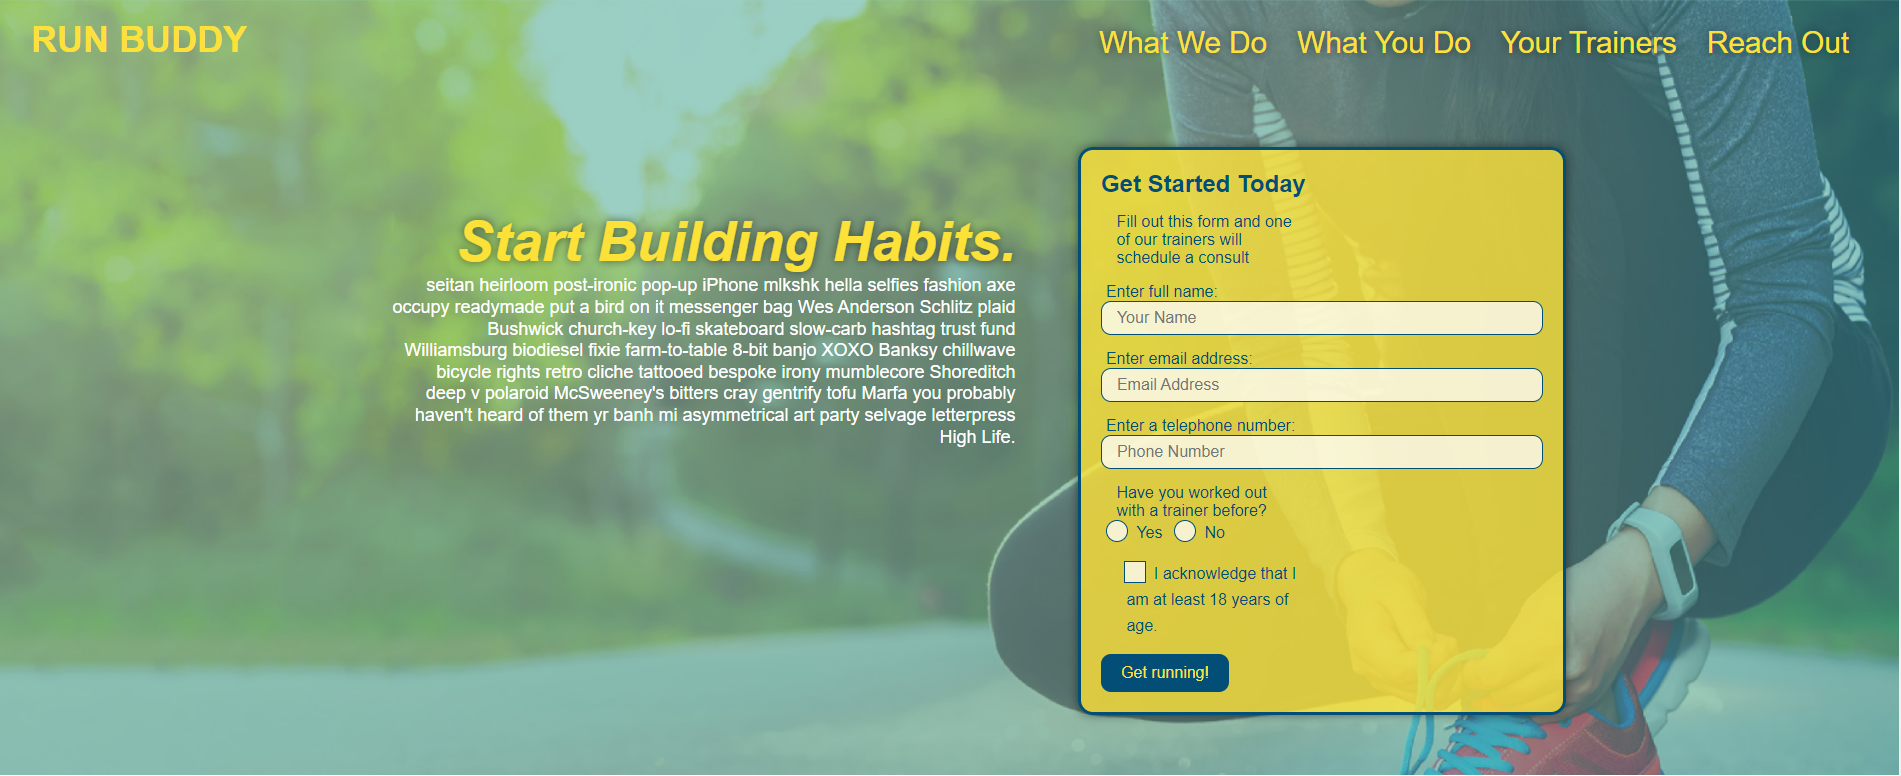 RUN BUDDY
What We Do What You Do Your Trainers Reach Out
Start Building Habits.
seitan heirloom post-ironic pop-up iPhone mlkshk hella selfies fashion axe
occupy readymade put a bird on it messenger bag Wes Anderson Schlitz plaid
Bushwick church-key lo-fi skateboard slow-carb hashtag trust fund
Williamsburg biodiesel fixie farm-to-table 8-bit banjo XOXO Banksy chillwave
bicycle rights retro cliche tattooed bespoke irony mumblecore Shoreditch
deep v polaroid McSweeney's bitters cray gentrify tofu Marfa you probably
haven't heard of them yr banh mi asymmetrical art party selvage letterpress
High Life.
Get Started Today
Fill out this form and one
of our trainers will
schedule a consult
Enter full name:
Your Name
Enter email address:
Email Address
Enter a telephone number:
Phone Number
Have you worked out
with a trainer before?
Yes No
I acknowledge that I
am at least 18 years of
age.
Get running!